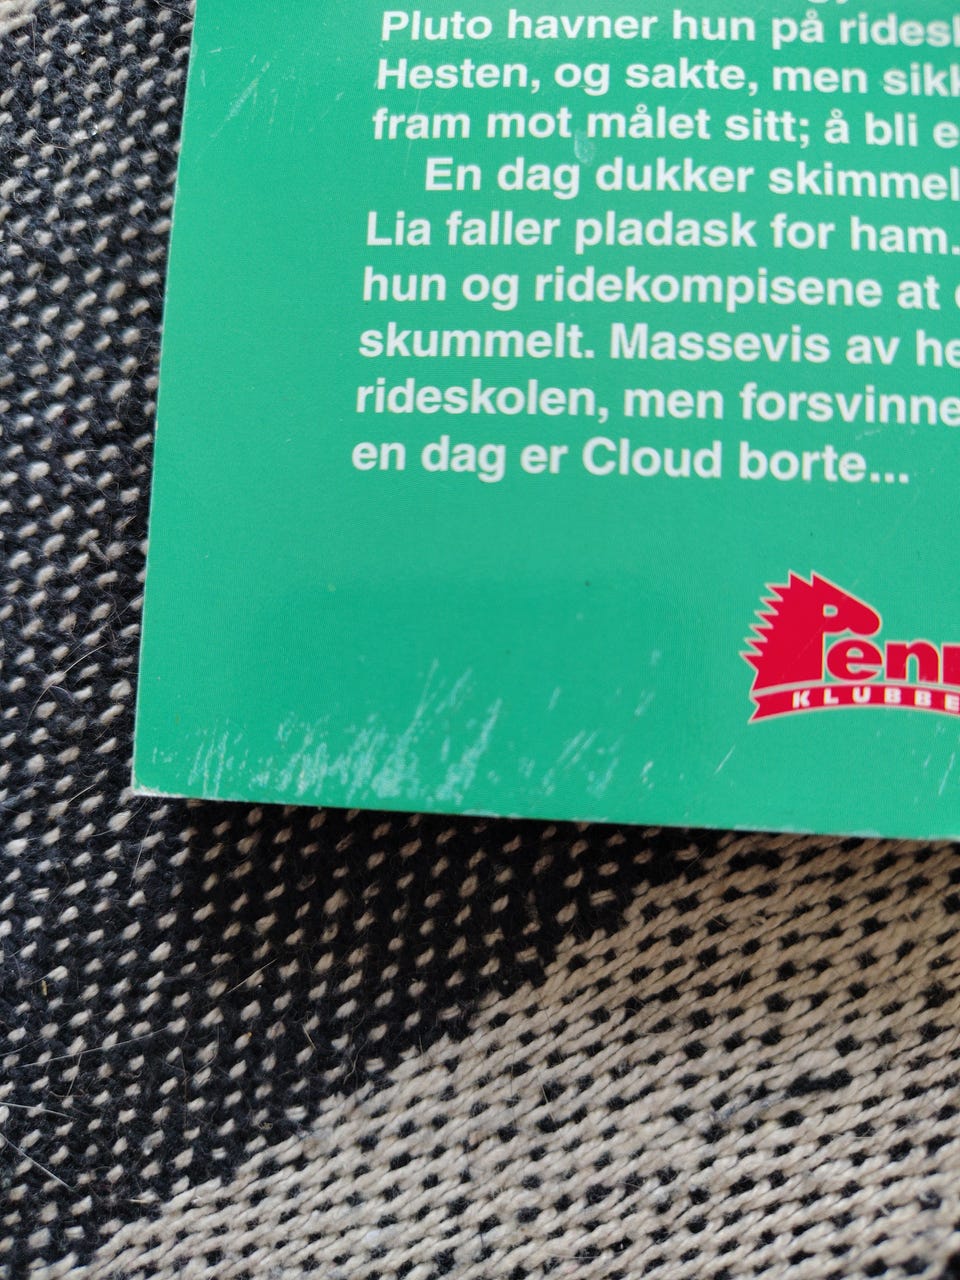 Pluto havner hun på ridesk
Hesten, og sakte, men sikk
fram mot målet sitt; å bli e
En dag dukker skimmel
Lia faller pladask for ham.
hun og ridekompisene at
skummelt. Massevis av he
rideskolen, men forsvinne
en dag er Cloud borte...
Penn
KLUBBE